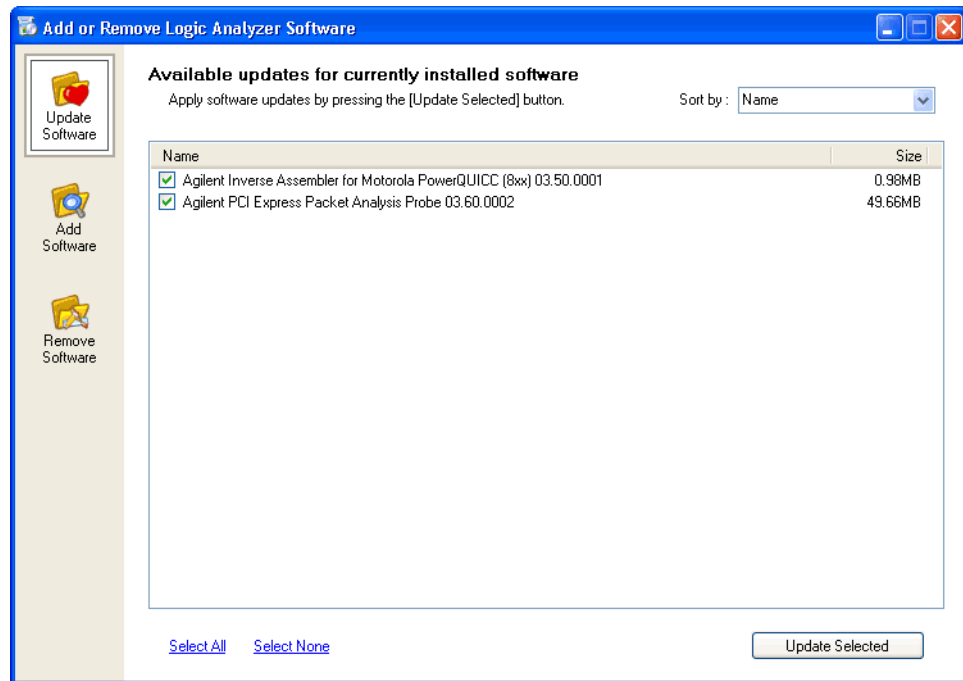 Add or Remove Logic Analyzer Software
Update
Software
Add
Software
Remove
Software
Available updates for currently installed software
Apply software updates by pressing the [Update Selected] button.
Sort by : Name
Name Size
Agilent Inverse Assembler for Motorola PowerQUICC (8xx) 03.50.0001 0.98MB
Agilent PCI Express Packet Analysis Probe 03.60.0002 49.66MB
Select All Select None Update Selected